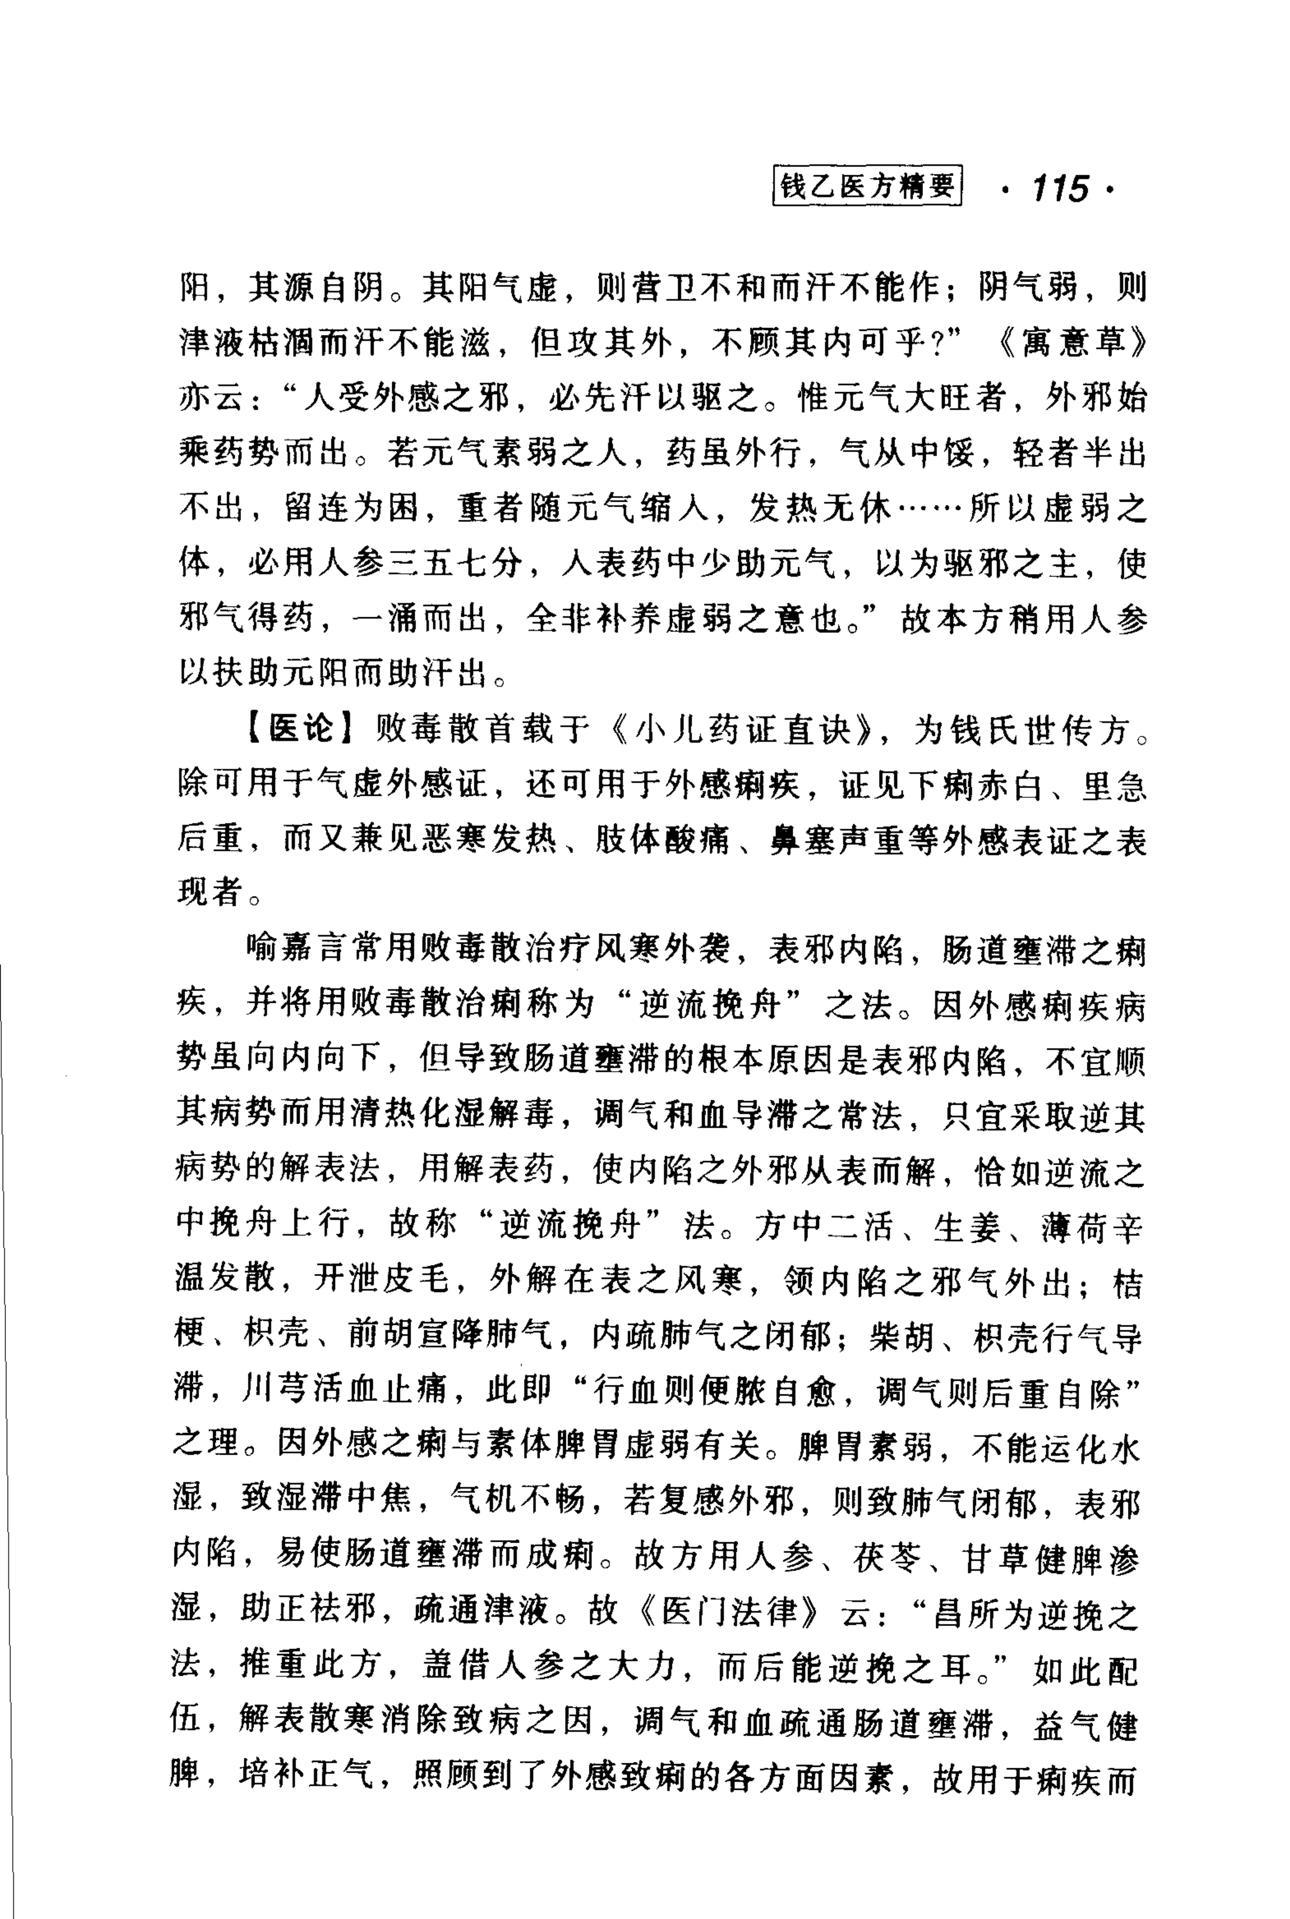 钱乙医方精要 · 115 ·
阳，其源自阴。其阳气虚，则营卫不和而汗不能作；阴气弱，则
津液枯涸而汗不能滋，但攻其外，不顾其内可乎?”《寓意草》
亦云：“人受外感之邪，必先汗以驱之。惟元气大旺者，外邪始
乘药势而出。若元气素弱之人，药虽外行，气从中馁，轻者半出
不出，留连为困，重者随元气缩人，发热无休……所以虚弱之
体，必用人参三五七分，人表药中少助元气，以为驱邪之主，使
邪气得药，一涌而出，全非补养虚弱之意也。”故本方稍用人参
以扶助元阳而助汗出。
【医论】败毒散首载于《小儿药证直诀》，为钱氏世传方。
除可用于气虚外感证，还可用于外感痢疾，证见下痢赤白、里急
后重，而又兼见恶寒发热、肢体酸痛、鼻塞声重等外感表证之表
现者。
喻嘉言常用败毒散治疗风寒外袭，表邪内陷，肠道壅滞之痢
疾，并将用败毒散治痢称为“逆流挽舟”之法。因外感痢疾病
势虽向内向下，但导致肠道壅滞的根本原因是表邪内陷，不宜顺
其病势而用清热化湿解毒，调气和血导滞之常法，只宜采取逆其
病势的解表法，用解表药，使内陷之外邪从表而解，恰如逆流之
中挽舟上行，故称“逆流挽舟”法。方中二活、生姜、薄荷辛
温发散，开泄皮毛，外解在表之风寒，领内陷之邪气外出；桔
梗、枳壳、前胡宣降肺气，内疏肺气之闭郁；柴胡、枳壳行气导
滞，川芎活血止痛，此即“行血则便脓自愈，调气则后重自除”
之理。因外感之痢与素体脾胃虚弱有关。脾胃素弱，不能运化水
湿，致湿滞中焦，气机不畅，若复感外邪，则致肺气闭郁，表邪
内陷，易使肠道壅滞而成痢。故方用人参、茯苓、甘草健脾渗
湿，助正祛邪，疏通津液。故《医门法律》云：“昌所为逆挽之
法，推重此方，盖借人参之大力，而后能逆挽之耳。”如此配
伍，解表散寒消除致病之因，调气和血疏通肠道壅滞，益气健
脾，培补正气，照顾到了外感致痢的各方面因素，故用于痢疾而